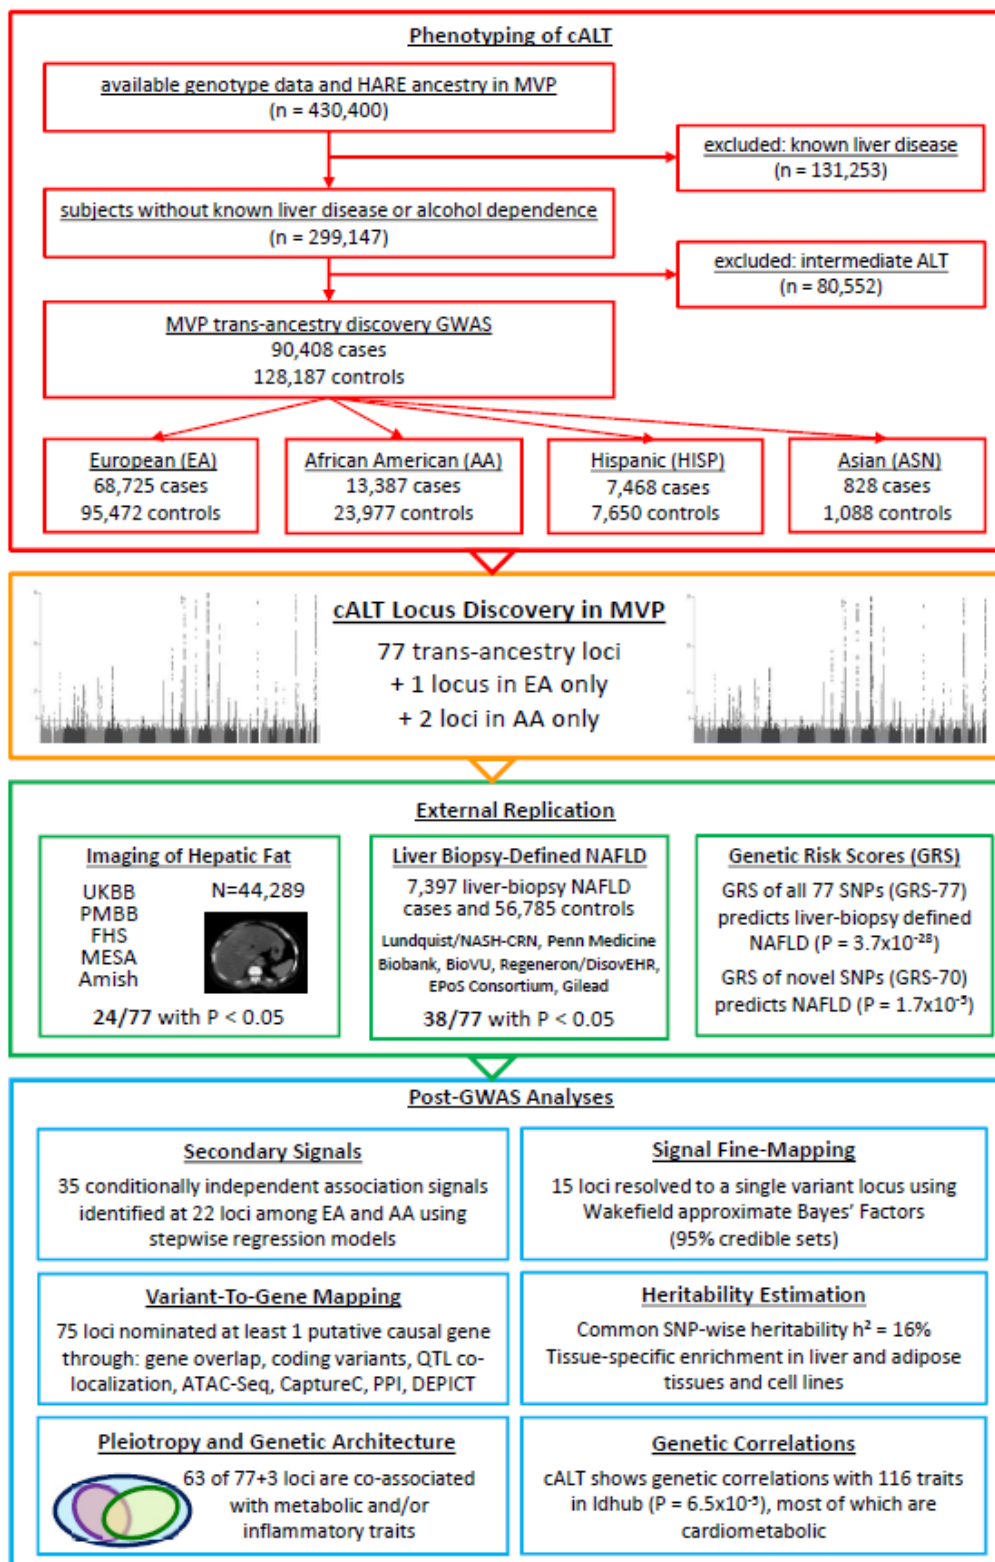 Phenotyping of cALT
available genotype data and HARE ancestry in MVP
(n = 430,400)
excluded: known liver disease
(n = 131,253)
subjects without known liver disease or alcohol dependence
(n = 299,147)
excluded: intermediate ALT
(n = 80,552)
MVP trans-ancestry discovery GWAS
90,408 cases
128,187 controls
European (EA)
68,725 cases
95,472 controls
African American (AA)
13,387 cases
23,977 controls
Hispanic (HISP)
7,468 cases
7,650 controls
Asian (ASN)
828 cases
1,088 controls
cALT Locus Discovery in MVP
77 trans-ancestry loci
+ 1 locus in EA only
+ 2 loci in AA only
External Replication
Imaging of Hepatic Fat
UKBB
PMBB
FHS
MESA
Amish
N=44,289
24/77 with P < 0.05
Liver Biopsy-Defined NAFLD
7,397 liver-biopsy NAFLD
cases and 56,785 controls
Lundquist/NASH-CRN, Penn Medicine
Biobank, BioVU, Regeneron/DisovEHR,
EPoS Consortium, Gilead
38/77 with P < 0.05
Genetic Risk Scores (GRS)
GRS of all 77 SNPs (GRS-77)
predicts liver-biopsy defined
NAFLD (P = 3.7x10⁻²⁸)
GRS of novel SNPs (GRS-70)
predicts NAFLD (P = 1.7x10⁻⁵)
Post-GWAS Analyses
Secondary Signals
35 conditionally independent association signals
identified at 22 loci among EA and AA using
stepwise regression models
Signal Fine-Mapping
15 loci resolved to a single variant locus using
Wakefield approximate Bayes' Factors
(95% credible sets)
Variant-To-Gene Mapping
75 loci nominated at least 1 putative causal gene
through: gene overlap, coding variants, QTL co-
localization, ATAC-Seq, CaptureC, PPI, DEPICT
Heritability Estimation
Common SNP-wise heritability h² = 16%
Tissue-specific enrichment in liver and adipose
tissues and cell lines
Pleiotropy and Genetic Architecture
63 of 77+3 loci are co-associated
with metabolic and/or
inflammatory traits
Genetic Correlations
cALT shows genetic correlations with 116 traits
in ldhub (P = 6.5x10⁻⁵), most of which are
cardiometabolic